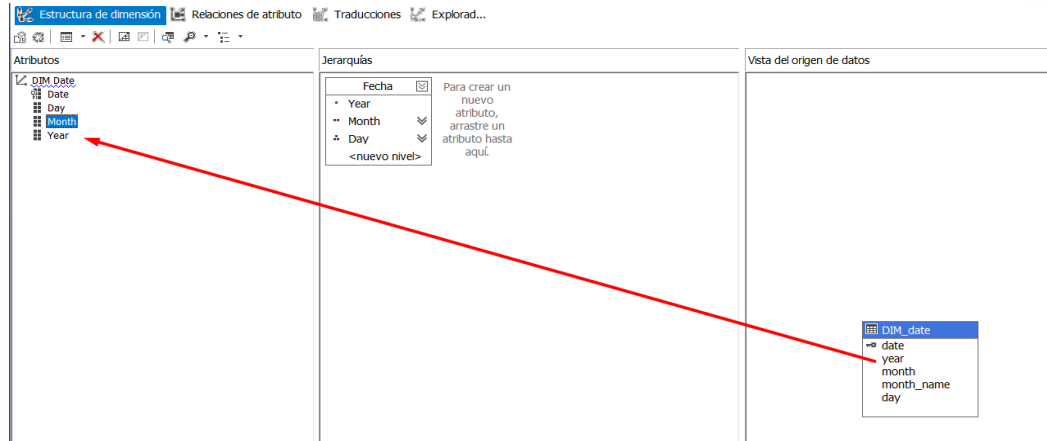 Estructura de dimensión Relaciones de atributo Traducciones Explorad...
Atributos
DIM Date
Date
Day
Month
Year
Jerarquías
Fecha
Year
Month
Day
<nuevo nivel>
Para crear un
nuevo
atributo,
arrastre un
atributo hasta
aquí.
Vista del origen de datos
DIM_date
date
year
month
month_name
day